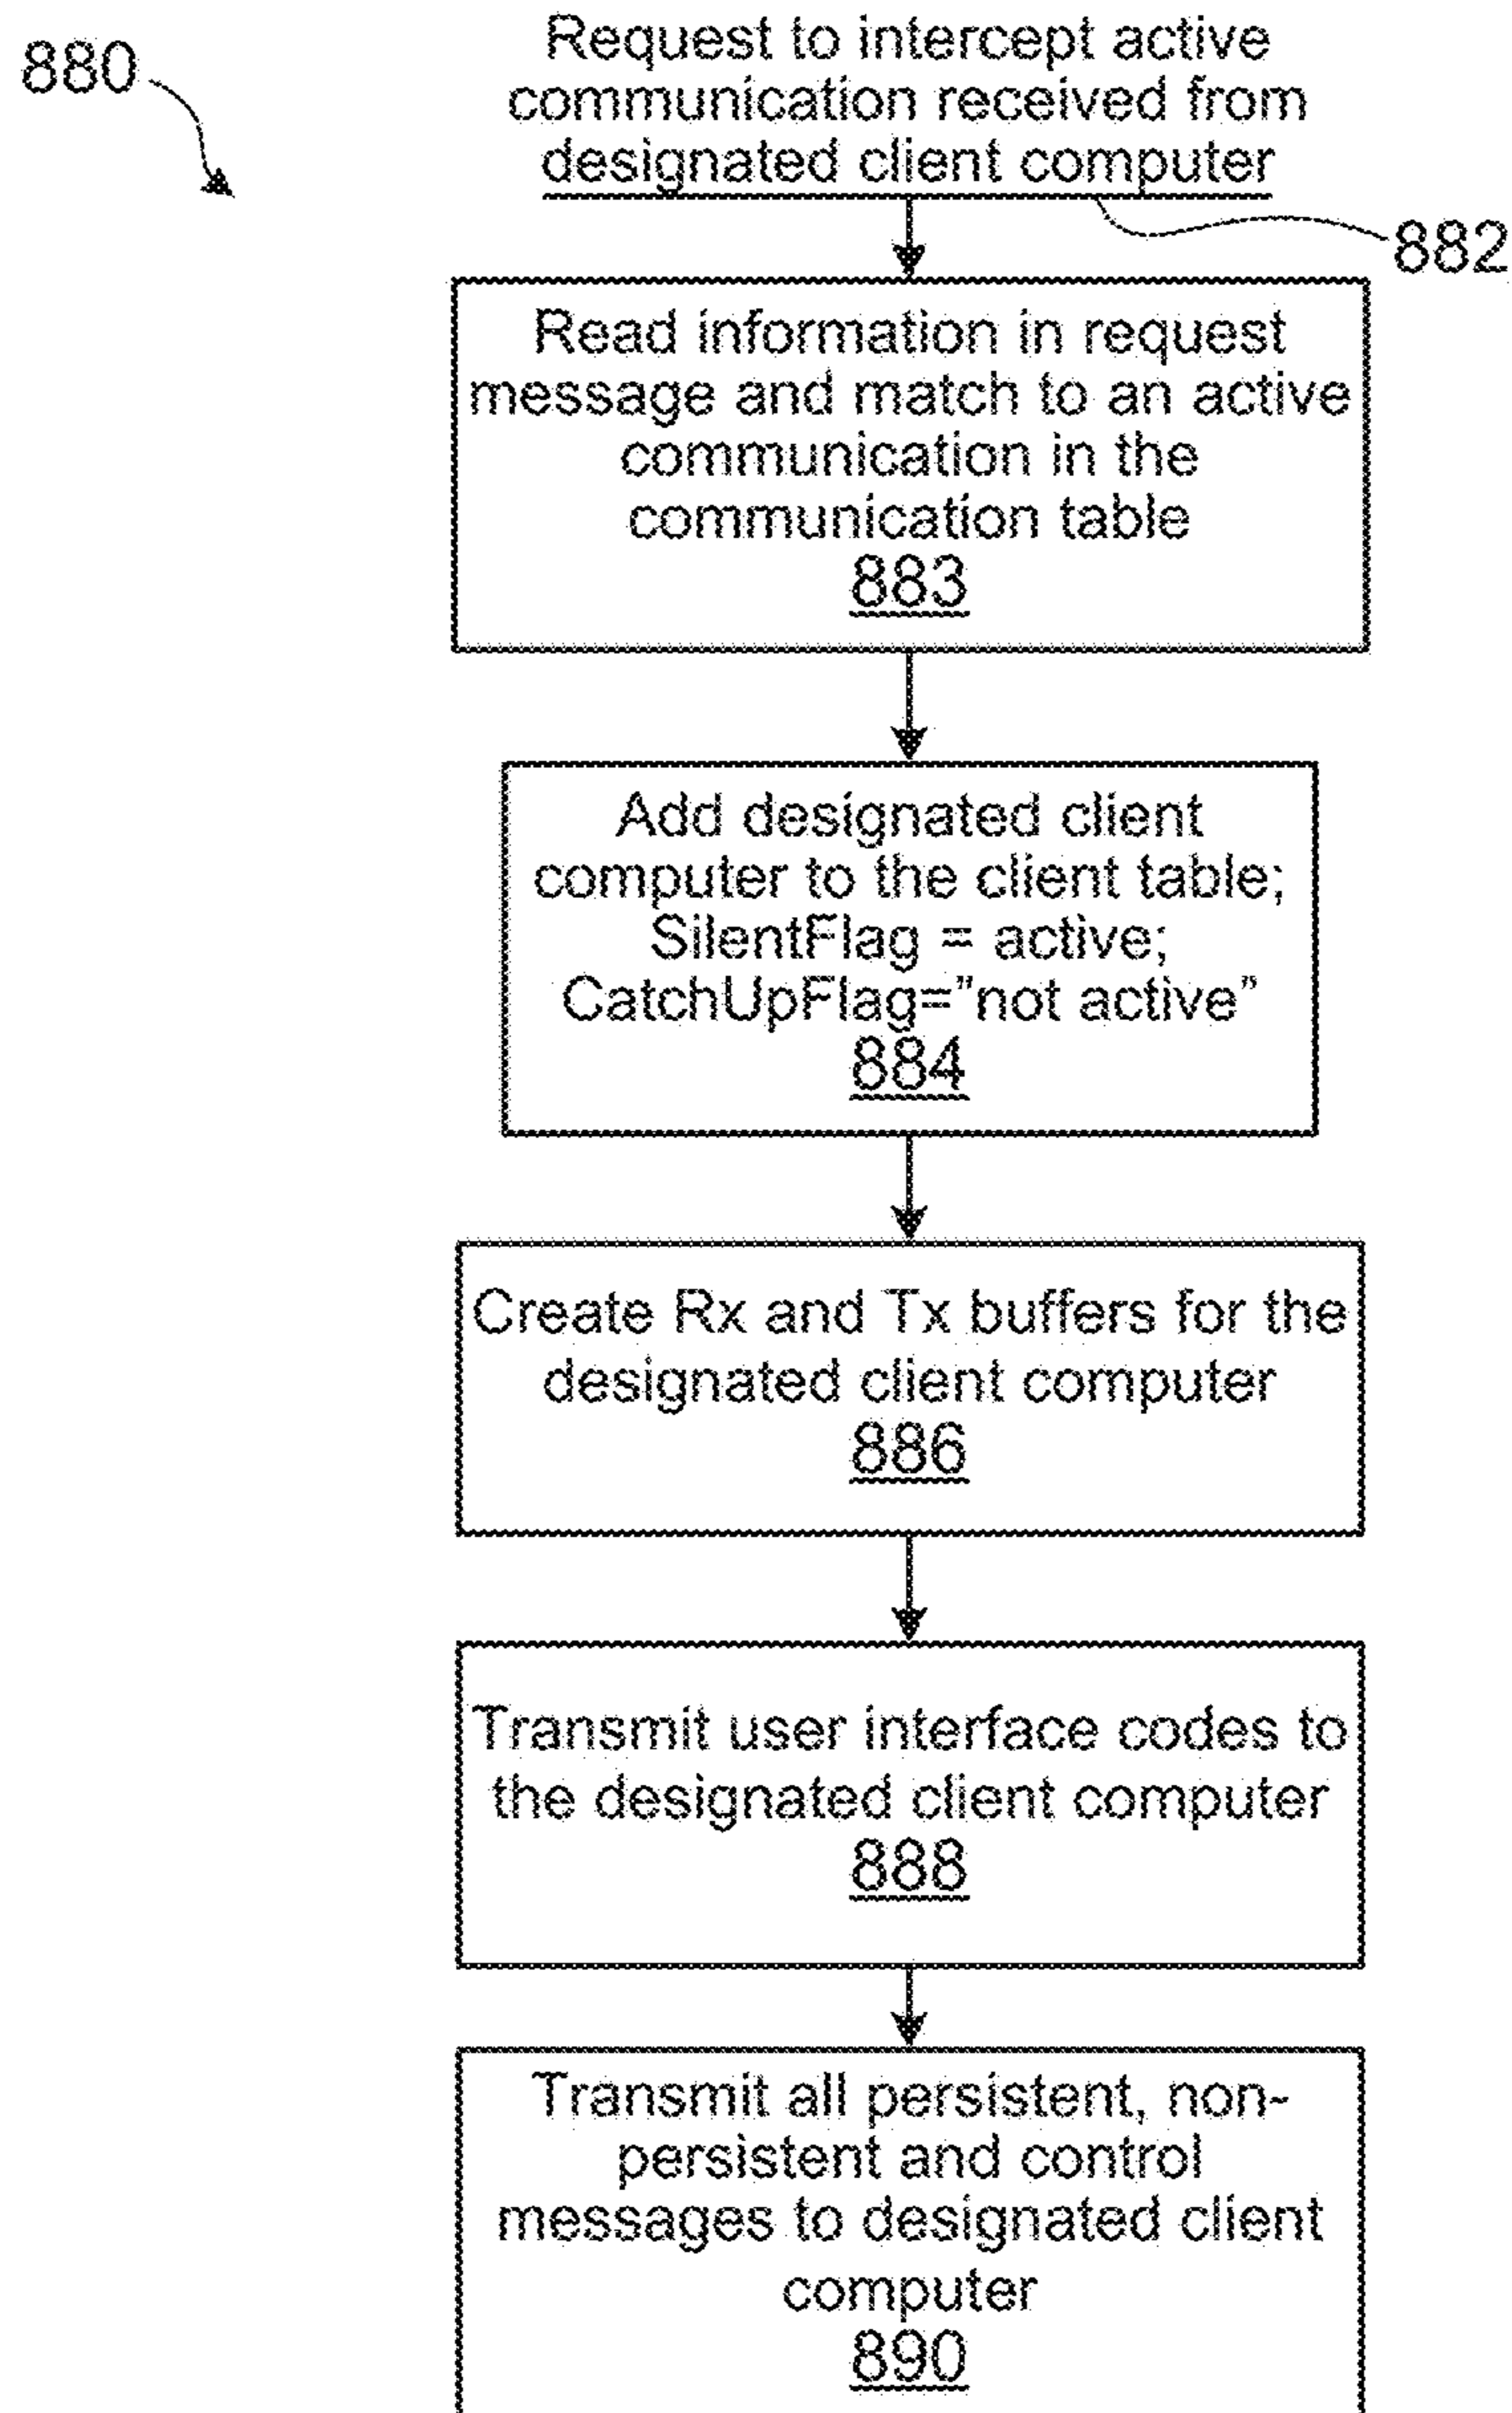 880
Request to intercept active
communication received from
designated client computer
882
Read information in request
message and match to an active
communication in the
communication table
883
Add designated client
computer to the client table;
SilentFlag = active;
CatchUpFlag=”not active”
884
Create Rx and Tx buffers for the
designated client computer
886
Transmit user interface codes to
the designated client computer
888
Transmit all persistent, non-
persistent and control
messages to designated client
computer
890